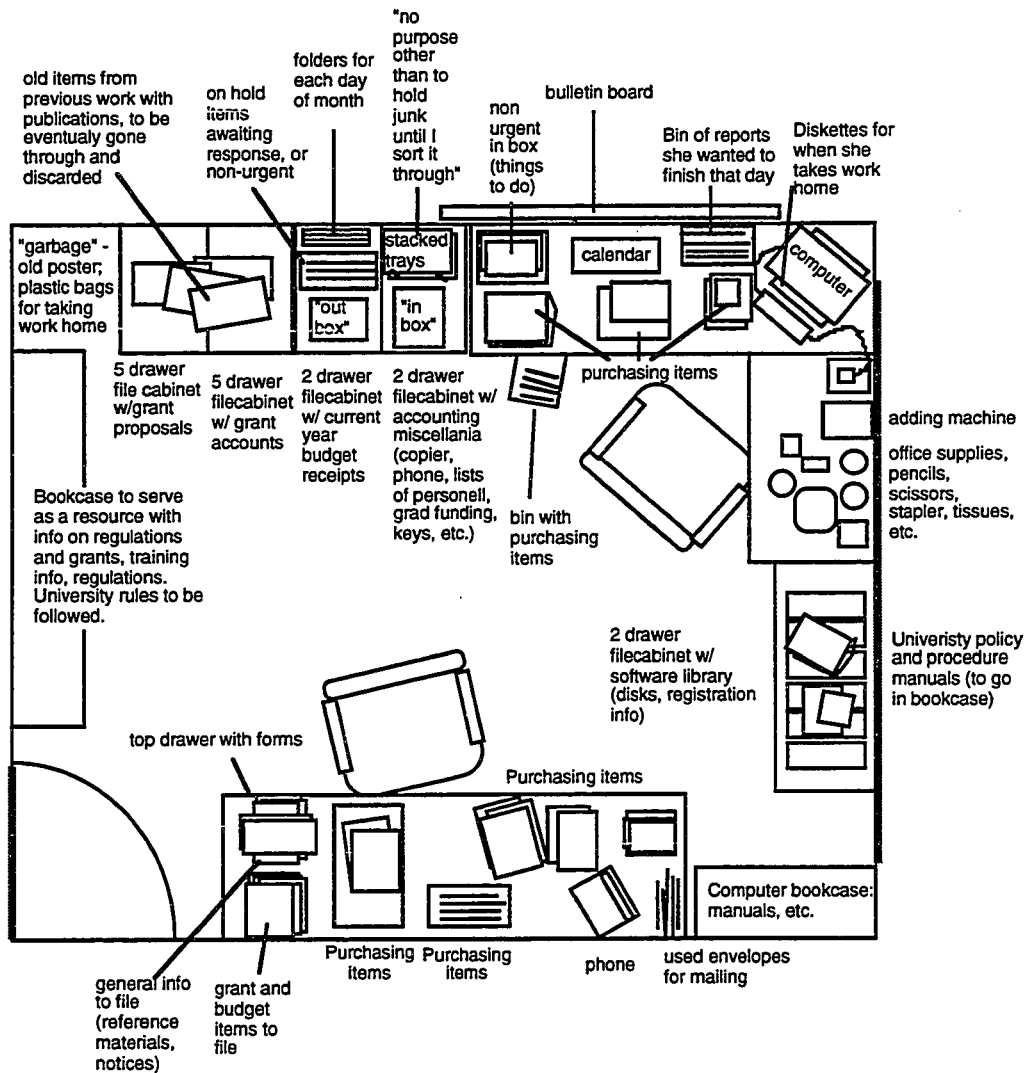 "no
purpose
other
than to
hold
junk
until I
sort it
through"
folders for
each day
of month
old items from
previous work with
publications, to be
eventualy gone
through and
discarded
on hold
items
awaiting
response, or
non-urgent
non
urgent
in box
(things
to do)
bulletin board
Bin of reports
she wanted to
finish that day
Diskettes for
when she
takes work
home
"garbage" -
old poster;
plastic bags
for taking
work home
stacked
trays
"out
box"
"in
box"
calendar
computer
5 drawer
file cabinet
w/grant
proposals
5 drawer
filecabinet
w/ grant
accounts
2 drawer
filecabinet
w/ current
year
budget
receipts
2 drawer
filecabinet w/
accounting
miscellania
(copier,
phone, lists
of personell,
grad funding,
keys, etc.)
purchasing items
bin with
purchasing
items
adding machine
office supplies,
pencils,
scissors,
stapler, tissues,
etc.
Bookcase to serve
as a resource with
info on regulations
and grants, training
info, regulations.
University rules to be
followed.
2 drawer
filecabinet w/
software library
(disks, registration
info)
Univeristy policy
and procedure
manuals (to go
in bookcase)
top drawer with forms
Purchasing items
Computer bookcase:
manuals, etc.
Purchasing
items
Purchasing
items
phone
used envelopes
for mailing
general info
to file
(reference
materials,
notices)
grant and
budget
items to
file